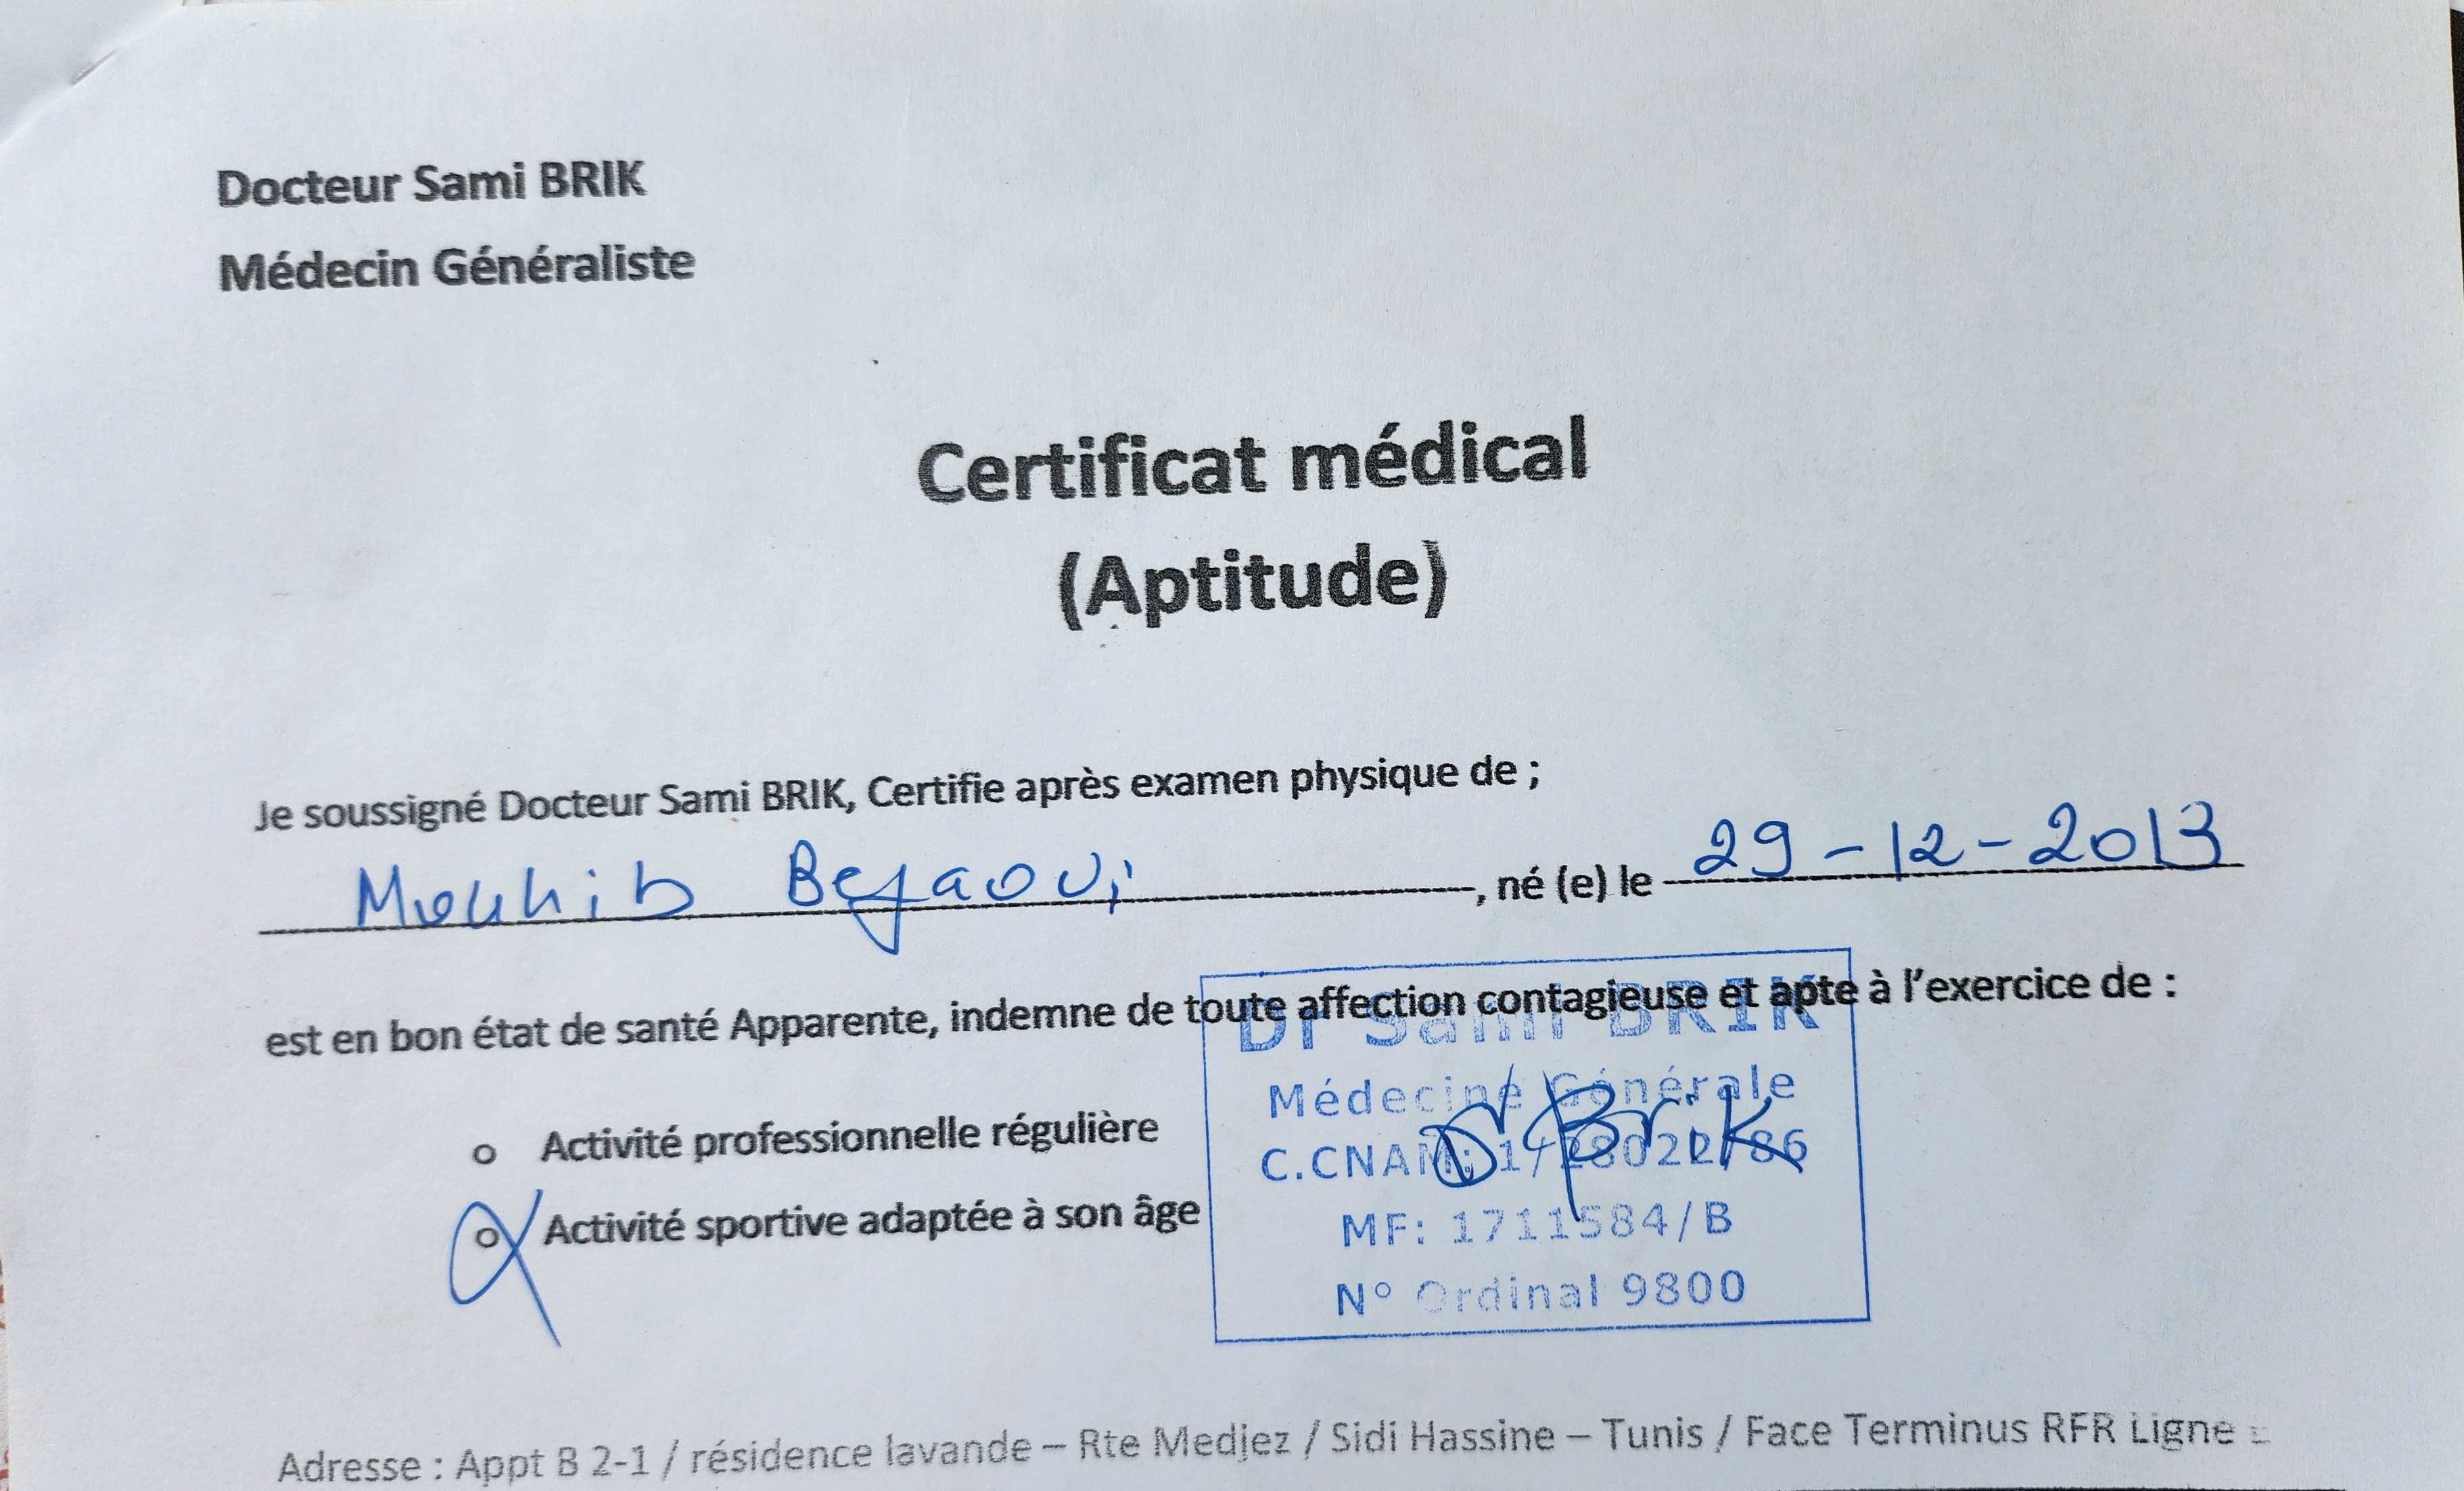 Docteur Sami BRIK
Médecin Généraliste
Certificat médical
(Aptitude)
Je soussigné Docteur Sami BRIK, Certifie après examen physique de ;
Mouhib Bejaoui, né (e) le 29-12-2013
est en bon état de santé Apparente, indemne de toute affection contagieuse et apte à l'exercice de :
o Activité professionnelle régulière
o Activité sportive adaptée à son âge
Dr Sami BRIK
Médecine Générale
C.CNAM: 1/
Dr Brik
MF: 1711584/B
N° Ordinal 9800
Adresse : Appt B 2-1 / résidence lavande – Rte Medjez / Sidi Hassine – Tunis / Face Terminus RFR Ligne